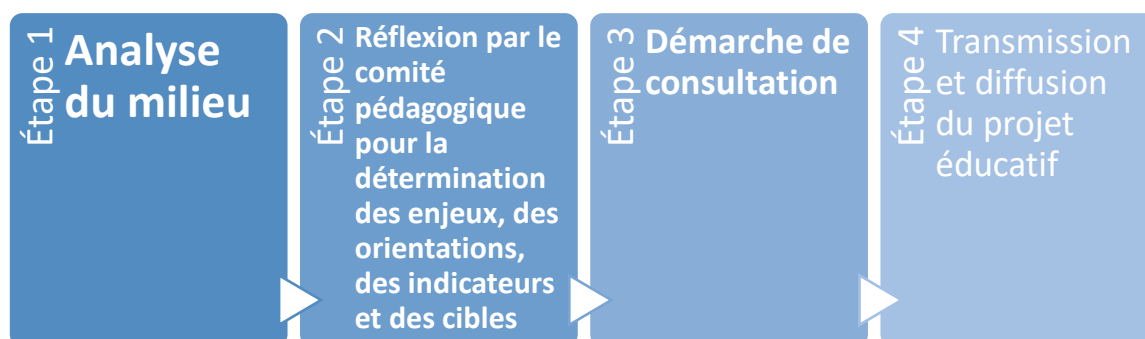 Étape 1
Analyse
du milieu
Étape 2
Réflexion par le
comité
pédagogique
pour la
détermination
des enjeux, des
orientations,
des indicateurs
et des cibles
Étape 3
Démarche de
consultation
Étape 4
Transmission
et diffusion
du projet
éducatif